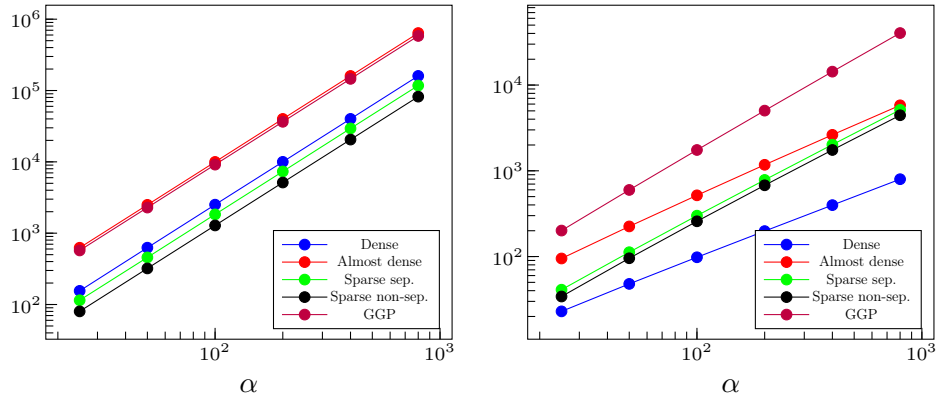 10^6
10^5
10^4
10^3
10^2
Dense
Almost dense
Sparse sep.
Sparse non-sep.
GGP
10^2
10^3
α
10^4
10^3
10^2
Dense
Almost dense
Sparse sep.
Sparse non-sep.
GGP
10^2
10^3
α